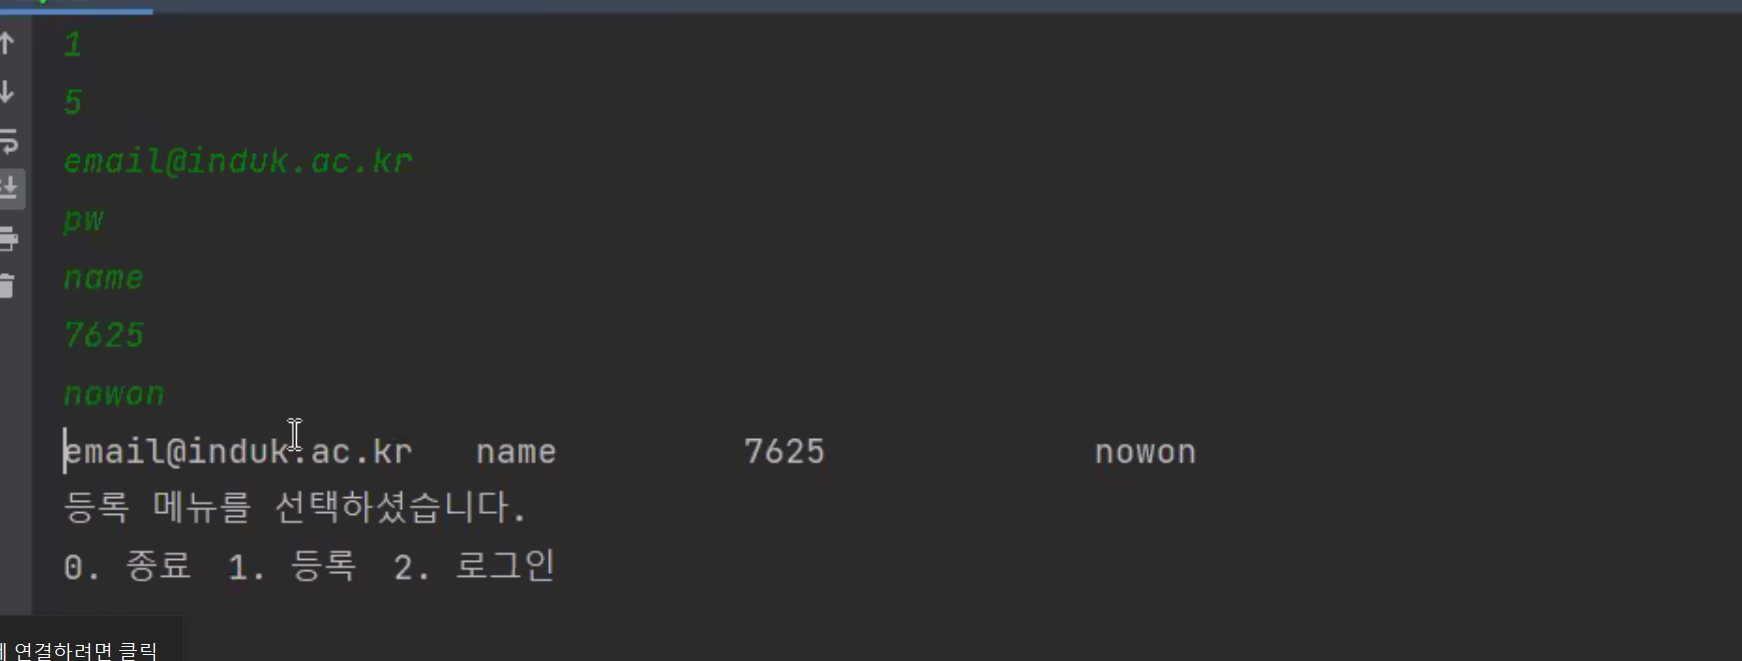 1
5
email@induk.ac.kr
pw
name
7625
nowon
email@induk.ac.kr name 7625 nowon
등록 메뉴를 선택하셨습니다.
0. 종료 1. 등록 2. 로그인
연결하려면 클릭